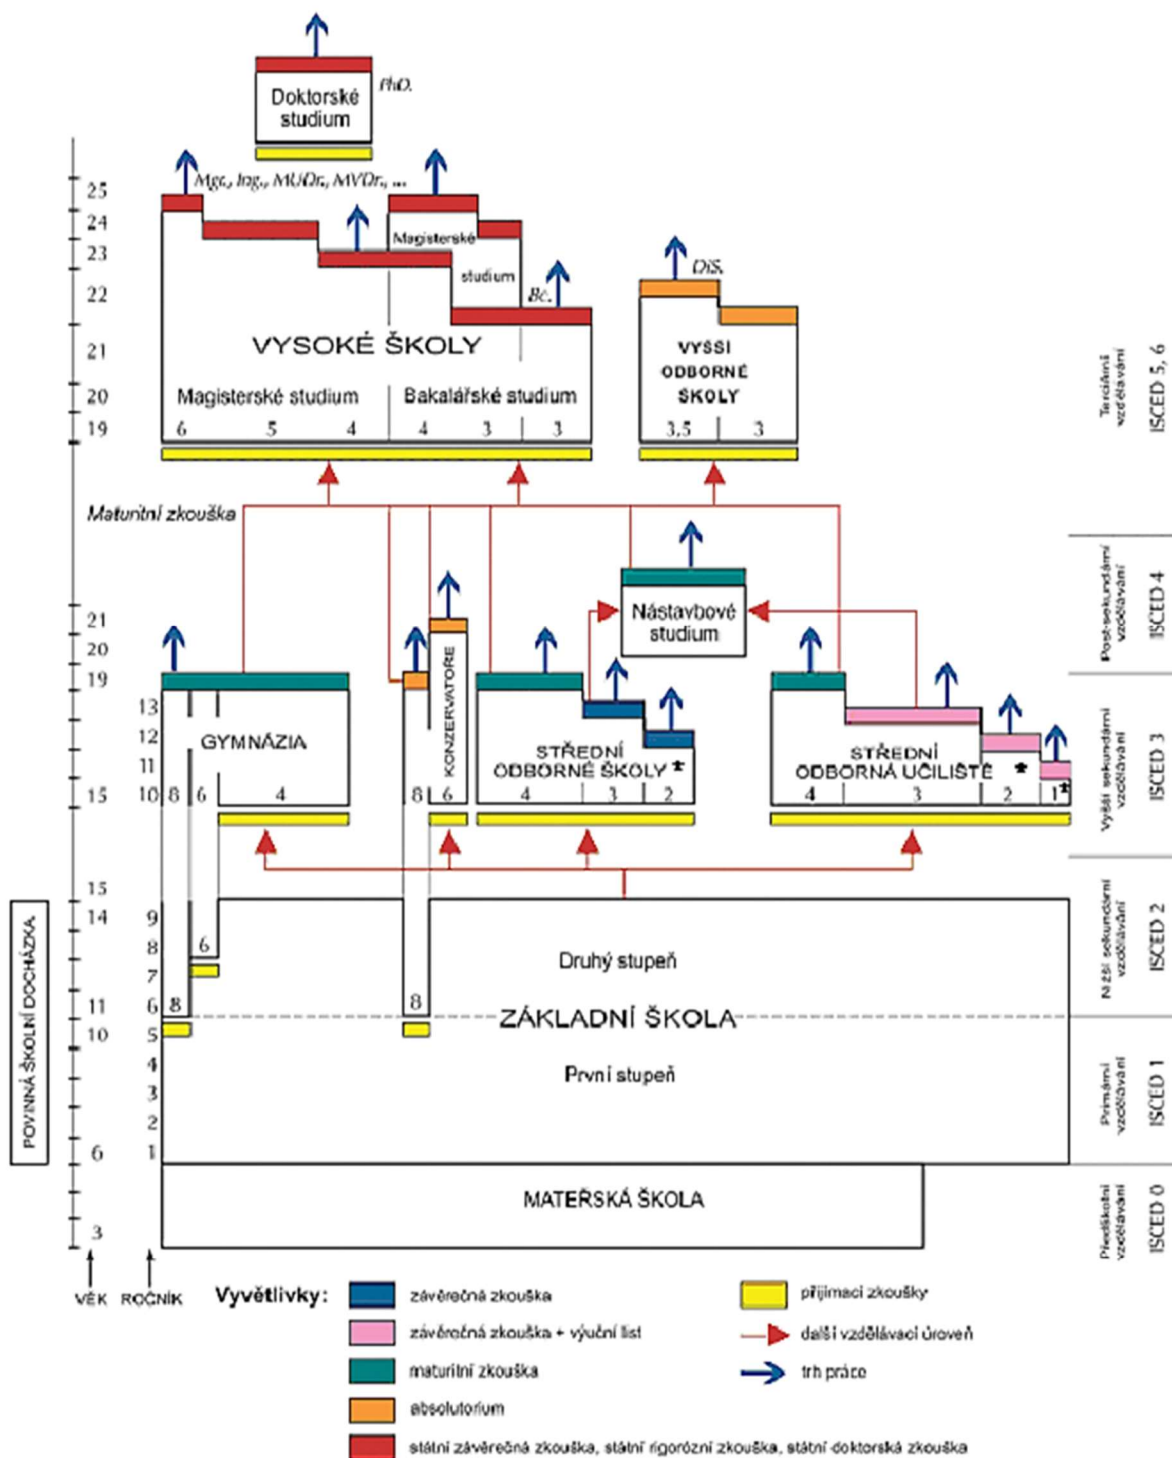 PhD.
Doktorské
studium
Mgr., Ing., MUDr., MVDr., ...
25
24
23
22
21
20
19
Magisterské
studium
Bc.
VYSOKÉ ŠKOLY
Magisterské studium
Bakalářské studium
6 5 4 4 3 3
DiS.
VYŠŠÍ
ODBORNÉ
ŠKOLY
3,5 3
Terciární
vzdělávání
ISCED 5, 6
Maturitní zkouška
Nástavbové
studium
Post-sekundární
vzdělávání
ISCED 4
21
20
19
15
13
12
11
10
GYMNÁZIA
8 6 4
KONZERVATOŘE
8 6
STŘEDNÍ
ODBORNÉ ŠKOLY
4 3 2
STŘEDNÍ
ODBORNÁ UČILIŠTĚ
4 3 2 1
Vyšší sekundární
vzdělávání
ISCED 3
POVINNÁ ŠKOLNÍ DOCHÁZKA
15
14
11
10
6
3
9
8
7
6
5
4
3
2
1
6
8
8
Druhý stupeň
ZÁKLADNÍ ŠKOLA
První stupeň
Nižší sekundární
vzdělávání
ISCED 2
Primární
vzdělávání
ISCED 1
MATEŘSKÁ ŠKOLA
Předškolní
vzdělávání
ISCED 0
VĚK
ROČNÍK
Vyvětlivky:
závěrečná zkouška
závěrečná zkouška + výuční list
maturitní zkouška
absolutorium
státní závěrečná zkouška, státní rigorózní zkouška, státní doktorská zkouška
přijímací zkoušky
další vzdělávací úroveň
trh práce